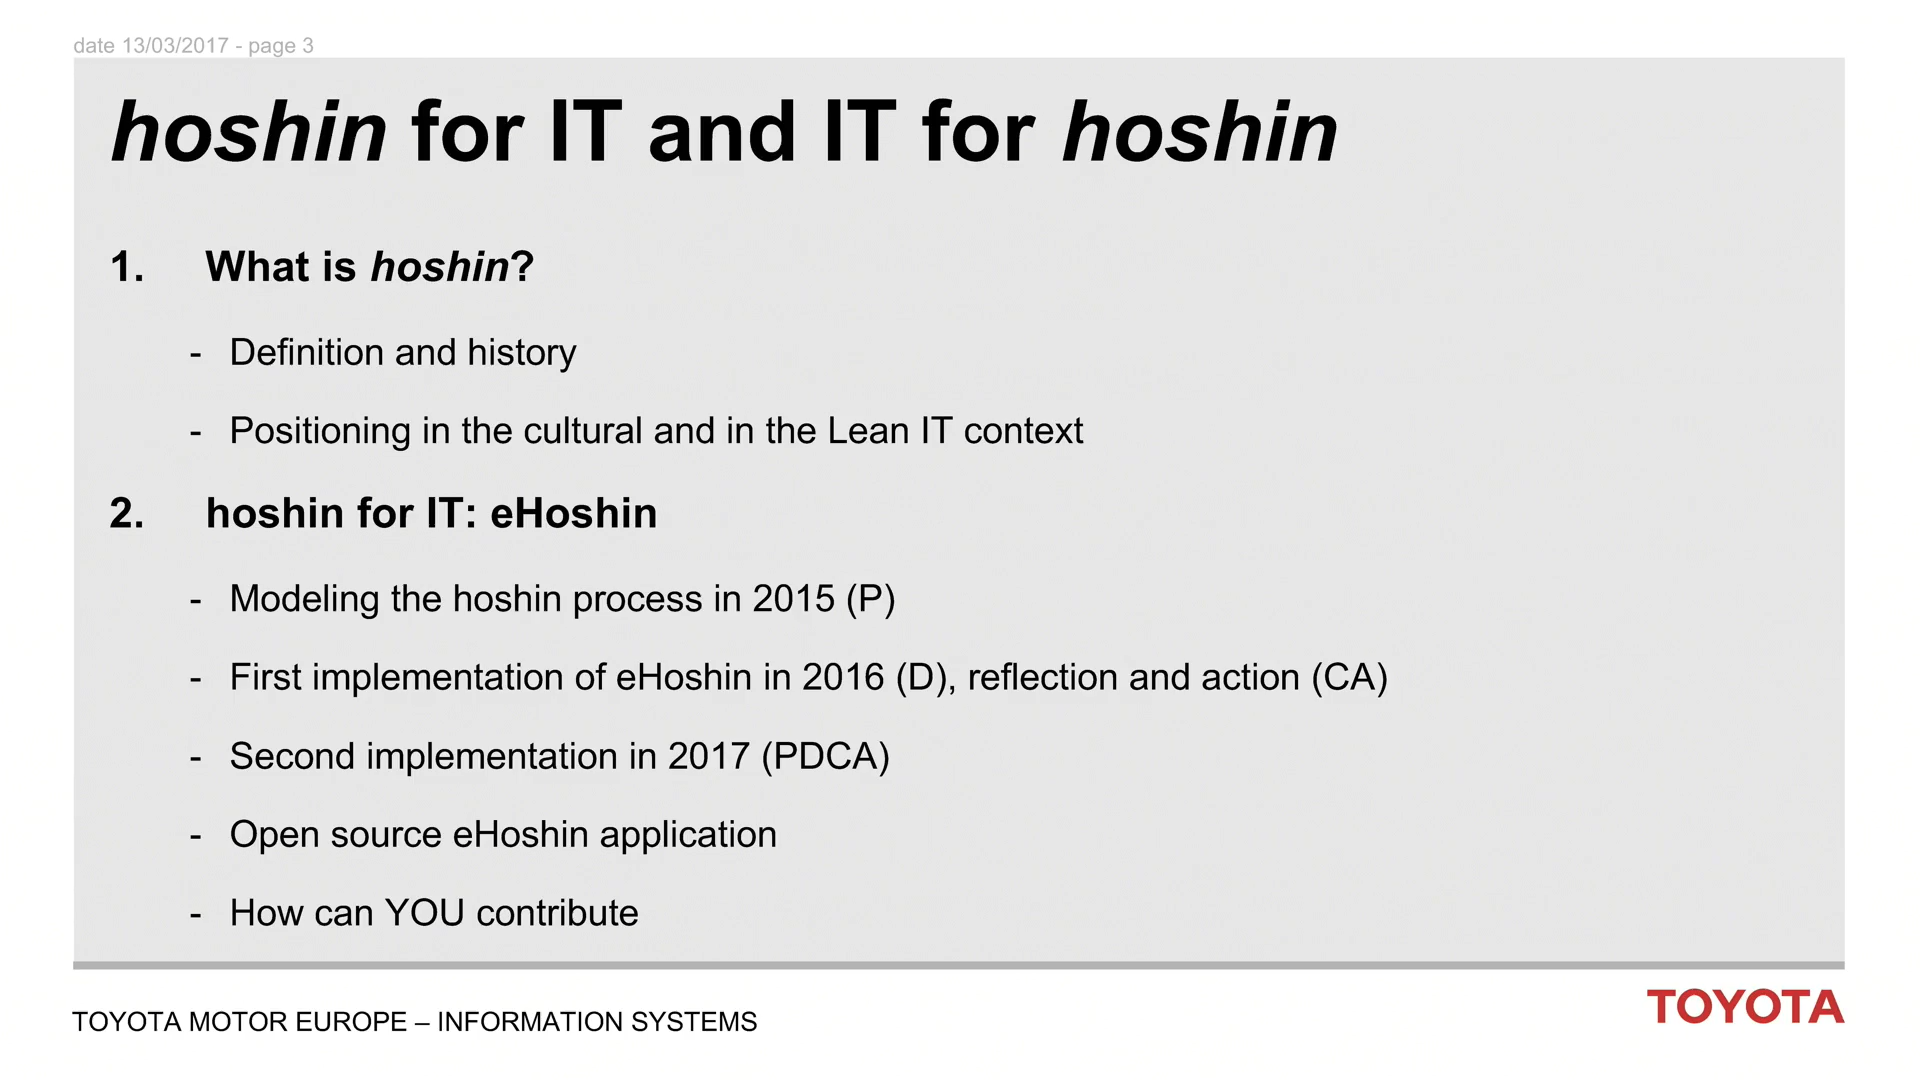 date 13/03/2017 - page 3
hoshin for IT and IT for hoshin
1. What is hoshin?
- Definition and history
- Positioning in the cultural and in the Lean IT context
2. hoshin for IT: eHoshin
- Modeling the hoshin process in 2015 (P)
- First implementation of eHoshin in 2016 (D), reflection and action (CA)
- Second implementation in 2017 (PDCA)
- Open source eHoshin application
- How can YOU contribute
TOYOTA MOTOR EUROPE – INFORMATION SYSTEMS
TOYOTA